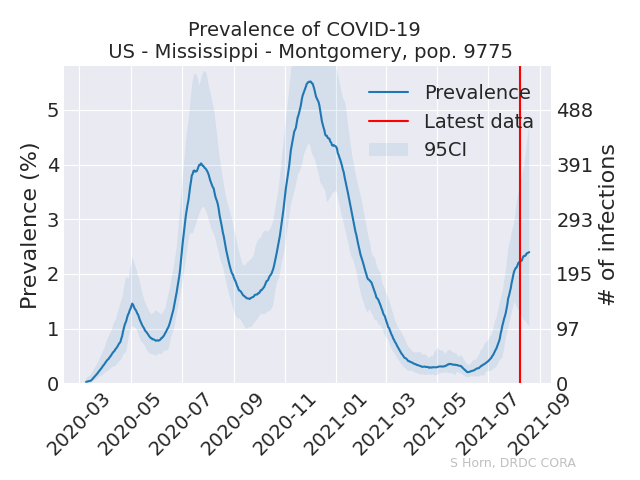 Prevalence of COVID-19
US - Mississippi - Montgomery, pop. 9775
Prevalence (%)
5
4
3
2
1
0
Prevalence
Latest data
95CI
488
391
293
195
97
0
# of infections
2020-03
2020-05
2020-07
2020-09
2020-11
2021-01
2021-03
2021-05
2021-07
2021-09
S Horn, DRDC CORA